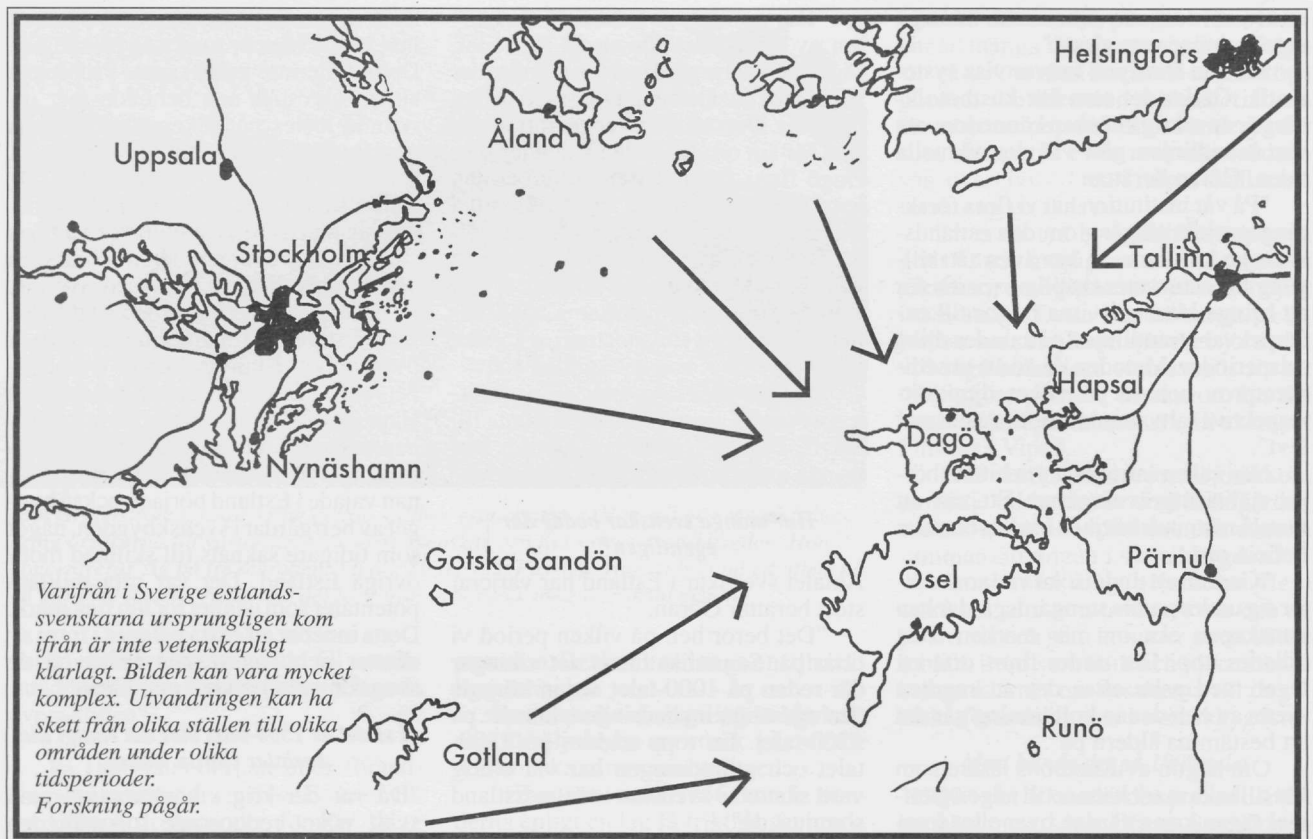 Helsingfors
Åland
Uppsala
Stockholm
Tallinn
Hapsal
Dagö
Nynäshamn
Gotska Sandön
Ösel
Pärnu
Varifrån i Sverige estlands-
svenskarna ursprungligen kom
ifrån är inte vetenskapligt
klarlagt. Bilden kan vara mycket
komplex. Utvandringen kan ha
skett från olika ställen till olika
områden under olika
tidsperioder.
Forskning pågår.
Gotland
Runö